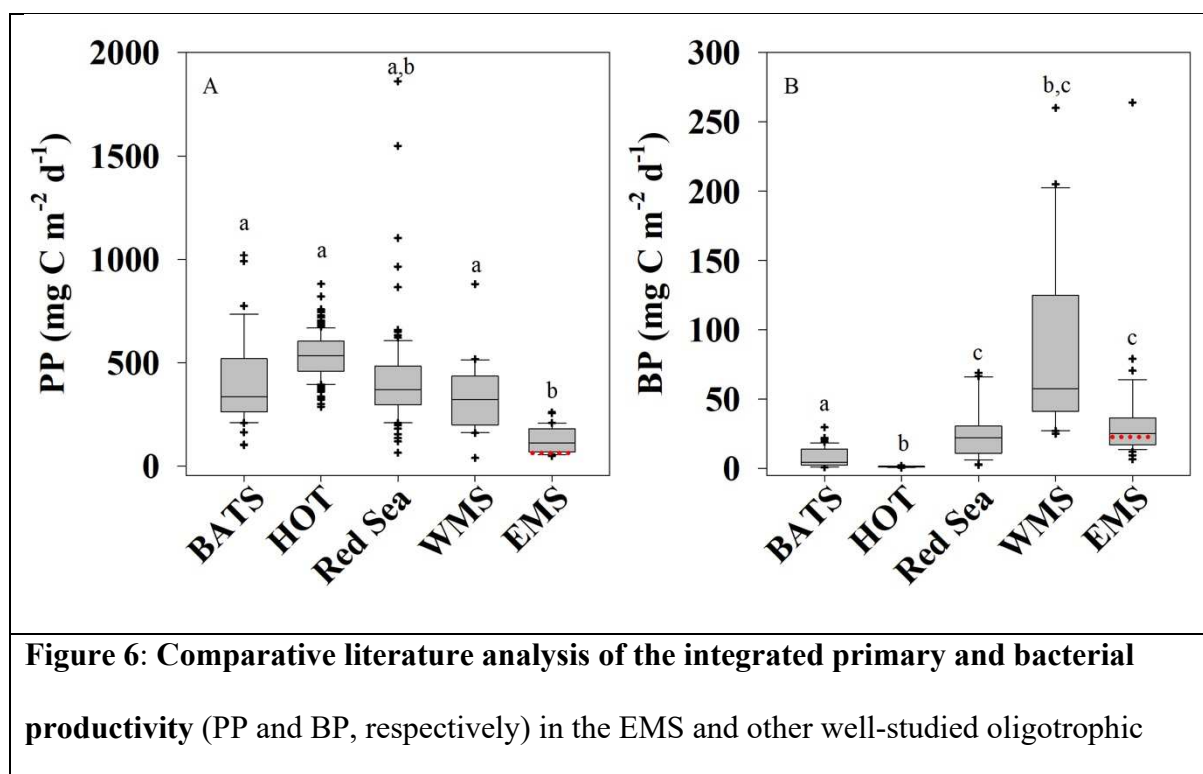 2000
1500
1000
500
0
PP (mg C m⁻² d⁻¹)
A
a
a
a,b
a
b
BATS
HOT
Red Sea
WMS
EMS
300
250
200
150
100
50
0
BP (mg C m⁻² d⁻¹)
B
a
b
c
b,c
c
BATS
HOT
Red Sea
WMS
EMS
Figure 6: Comparative literature analysis of the integrated primary and bacterial
productivity (PP and BP, respectively) in the EMS and other well-studied oligotrophic